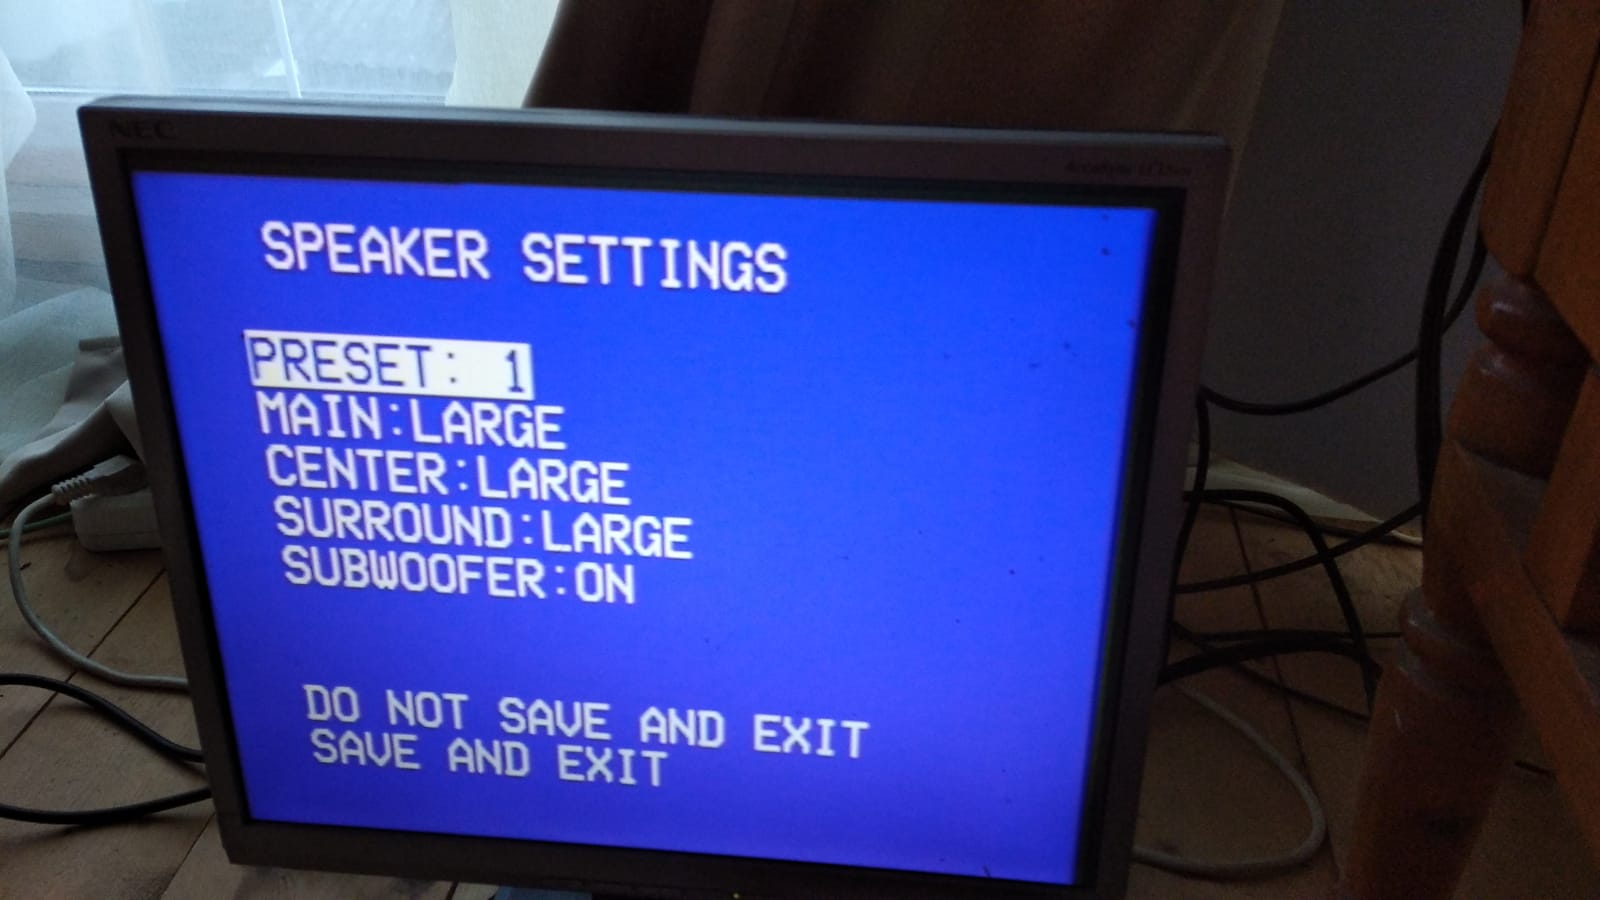 NEC
SPEAKER SETTINGS
PRESET: 1
MAIN:LARGE
CENTER:LARGE
SURROUND:LARGE
SUBWOOFER:ON
DO NOT SAVE AND EXIT
SAVE AND EXIT